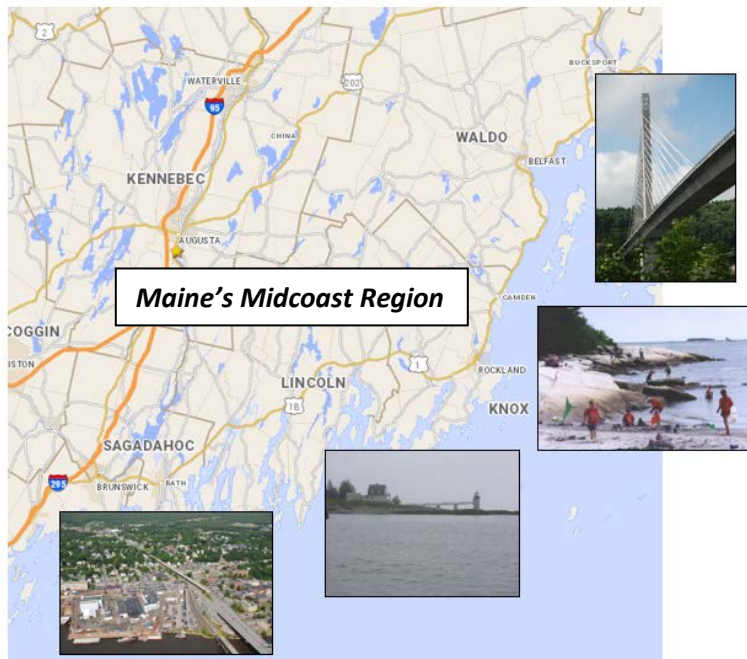 2
BUCKSPORT
WATERVILLE
95
202
CHINA
WALDO
BELFAST
KENNEBEC
AUGUSTA
Maine's Midcoast Region
CAMDEN
COGGIN
ISTON
1
ROCKLAND
LINCOLN
1B
KNOX
SAGADAHOC
295
BRUNSWICK
BATH